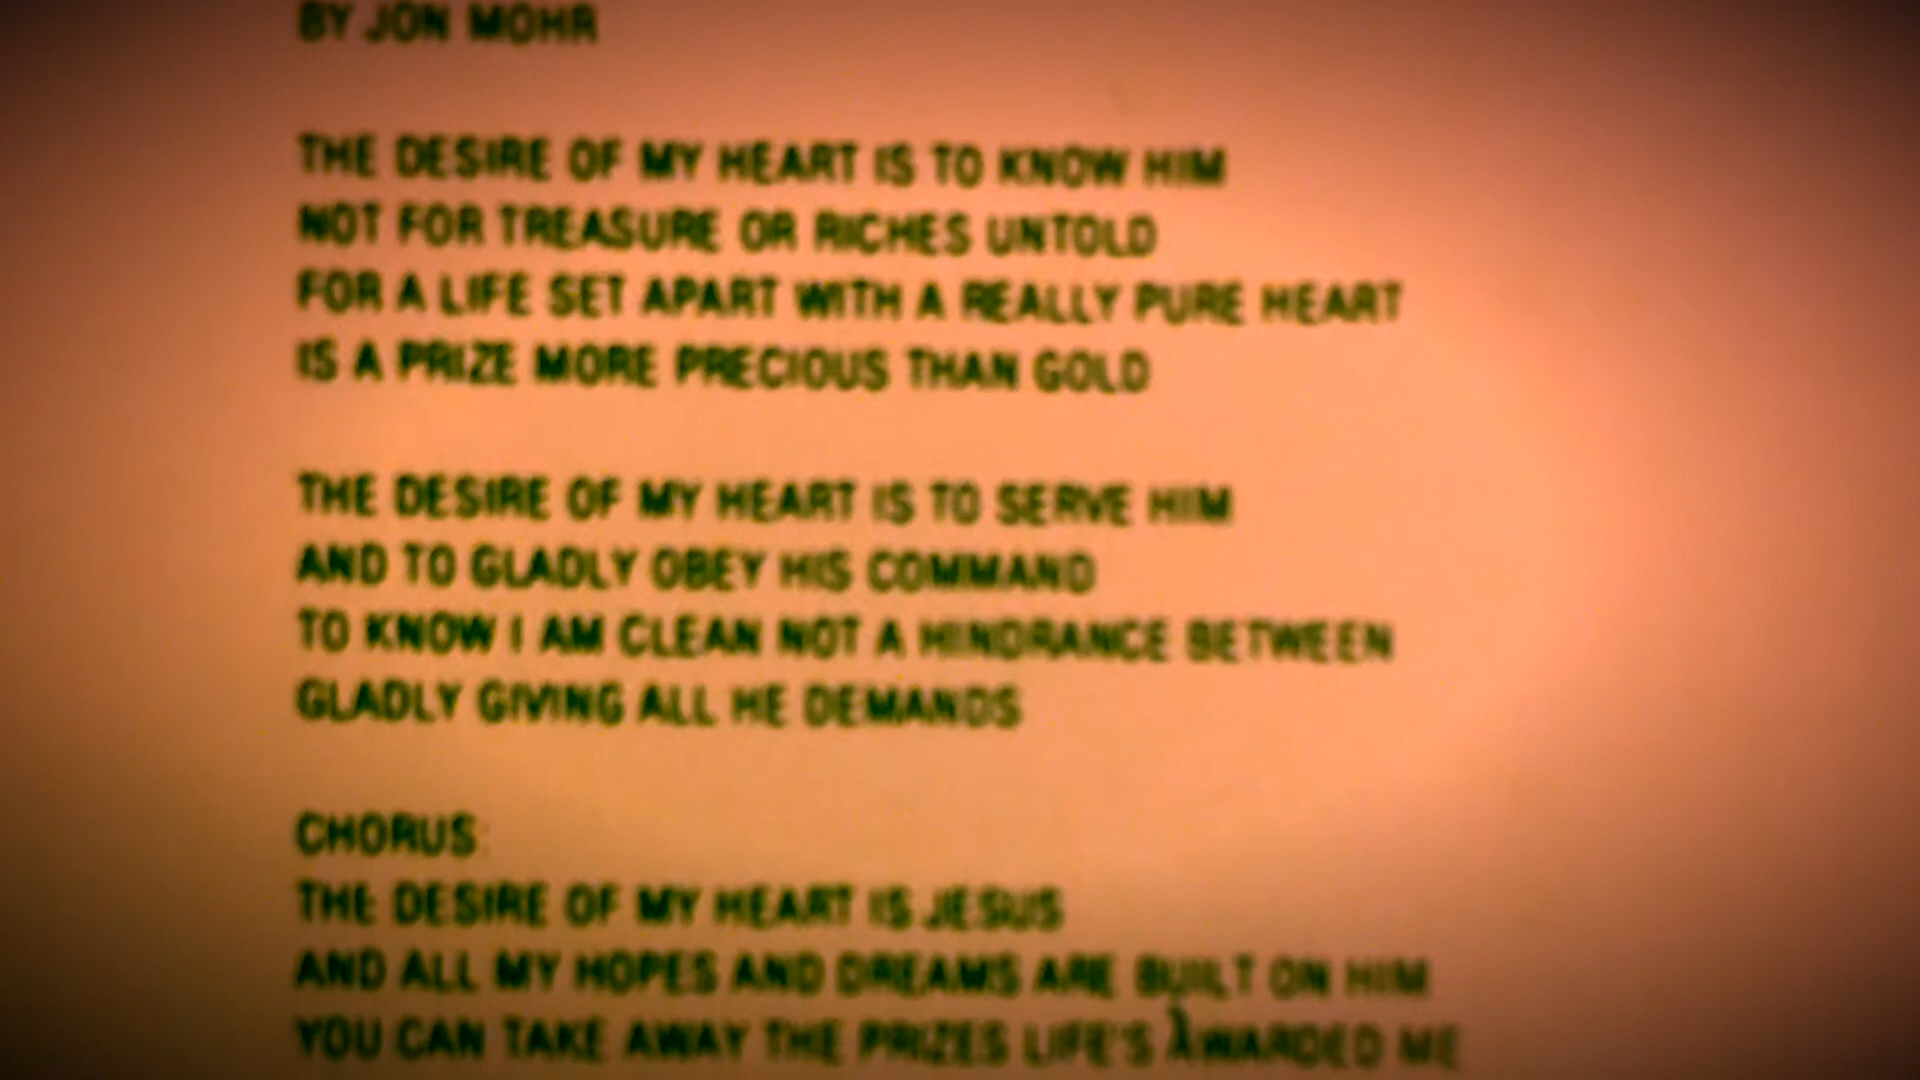 BY JON MOHR
THE DESIRE OF MY HEART IS TO KNOW HIM
NOT FOR TREASURE OR RICHES UNTOLD
FOR A LIFE SET APART WITH A REALLY PURE HEART
IS A PRIZE MORE PRECIOUS THAN GOLD
THE DESIRE OF MY HEART IS TO SERVE HIM
AND TO GLADLY OBEY HIS COMMAND
TO KNOW I AM CLEAN NOT A HINDRANCE BETWEEN
GLADLY GIVING ALL HE DEMANDS
CHORUS:
THE DESIRE OF MY HEART IS JESUS
AND ALL MY HOPES AND DREAMS ARE BUILT ON HIM
YOU CAN TAKE AWAY THE PRIZES LIFE'S AWARDED ME